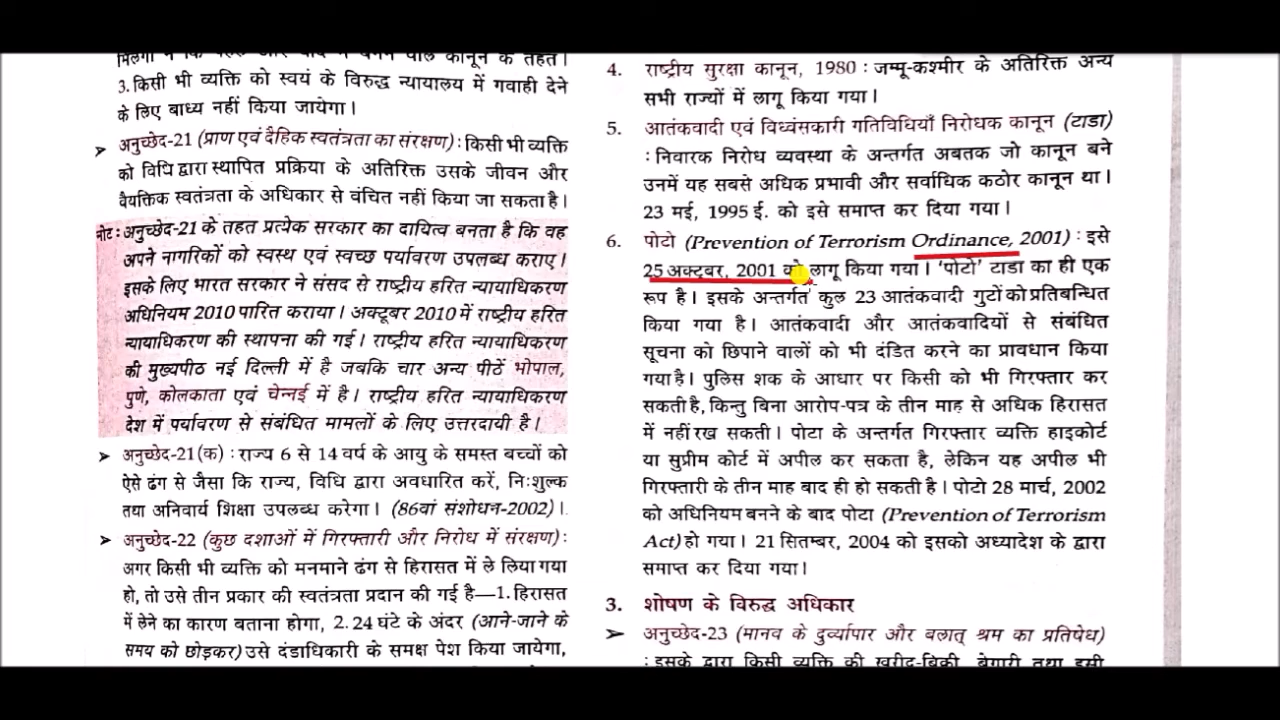 3. किसी भी व्यक्ति को स्वयं के विरुद्ध न्यायालय में गवाही देने
के लिए बाध्य नहीं किया जायेगा।
➤ अनुच्छेद-21 (प्राण एवं दैहिक स्वतंत्रता का संरक्षण) : किसी भी व्यक्ति
को विधि द्वारा स्थापित प्रक्रिया के अतिरिक्त उसके जीवन और
वैयक्तिक स्वतंत्रता के अधिकार से वंचित नहीं किया जा सकता है।
नोट : अनुच्छेद-21 के तहत प्रत्येक सरकार का दायित्व बनता है कि वह
अपने नागरिकों को स्वस्थ एवं स्वच्छ पर्यावरण उपलब्ध कराए।
इसके लिए भारत सरकार ने संसद से राष्ट्रीय हरित न्यायाधिकरण
अधिनियम 2010 पारित कराया। अक्टूबर 2010 में राष्ट्रीय हरित
न्यायाधिकरण की स्थापना की गई। राष्ट्रीय हरित न्यायाधिकरण
की मुख्यपीठ नई दिल्ली में है जबकि चार अन्य पीठें भोपाल,
पुणे, कोलकाता एवं चेन्नई में है। राष्ट्रीय हरित न्यायाधिकरण
देश में पर्यावरण से संबंधित मामलों के लिए उत्तरदायी है।
➤ अनुच्छेद-21(क) : राज्य 6 से 14 वर्ष के आयु के समस्त बच्चों को
ऐसे ढंग से जैसा कि राज्य, विधि द्वारा अवधारित करें, निःशुल्क
तथा अनिवार्य शिक्षा उपलब्ध करेगा। (86वां संशोधन-2002)।
➤ अनुच्छेद-22 (कुछ दशाओं में गिरफ्तारी और निरोध में संरक्षण) :
अगर किसी भी व्यक्ति को मनमाने ढंग से हिरासत में ले लिया गया
हो, तो उसे तीन प्रकार की स्वतंत्रता प्रदान की गई है—1. हिरासत
में लेने का कारण बताना होगा, 2. 24 घंटे के अंदर (आने-जाने के
समय को छोड़कर) उसे दंडाधिकारी के समक्ष पेश किया जायेगा,
4. राष्ट्रीय सुरक्षा कानून, 1980 : जम्मू-कश्मीर के अतिरिक्त अन्य
सभी राज्यों में लागू किया गया।
5. आतंकवादी एवं विध्वंसकारी गतिविधियाँ निरोधक कानून (टाडा)
: निवारक निरोध व्यवस्था के अन्तर्गत अबतक जो कानून बने
उनमें यह सबसे अधिक प्रभावी और सर्वाधिक कठोर कानून था।
23 मई, 1995 ई. को इसे समाप्त कर दिया गया।
6. पोटो (Prevention of Terrorism Ordinance, 2001) : इसे
25 अक्टूबर, 2001 को लागू किया गया। 'पोटो' टाडा का ही एक
रूप है। इसके अन्तर्गत कुल 23 आतंकवादी गुटों को प्रतिबन्धित
किया गया है। आतंकवादी और आतंकवादियों से संबंधित
सूचना को छिपाने वालों को भी दंडित करने का प्रावधान किया
गया है। पुलिस शक के आधार पर किसी को भी गिरफ्तार कर
सकती है, किन्तु बिना आरोप-पत्र के तीन माह से अधिक हिरासत
में नहीं रख सकती। पोटा के अन्तर्गत गिरफ्तार व्यक्ति हाइकोर्ट
या सुप्रीम कोर्ट में अपील कर सकता है, लेकिन यह अपील भी
गिरफ्तारी के तीन माह बाद ही हो सकती है। पोटो 28 मार्च, 2002
को अधिनियम बनने के बाद पोटा (Prevention of Terrorism
Act) हो गया। 21 सितम्बर, 2004 को इसको अध्यादेश के द्वारा
समाप्त कर दिया गया।
3. शोषण के विरुद्ध अधिकार
➤ अनुच्छेद-23 (मानव के दुर्व्यापार और बलात् श्रम का प्रतिषेध)
: इसके द्वारा किसी व्यक्ति की खरीद-बिक्री, बेगारी तथा इसी